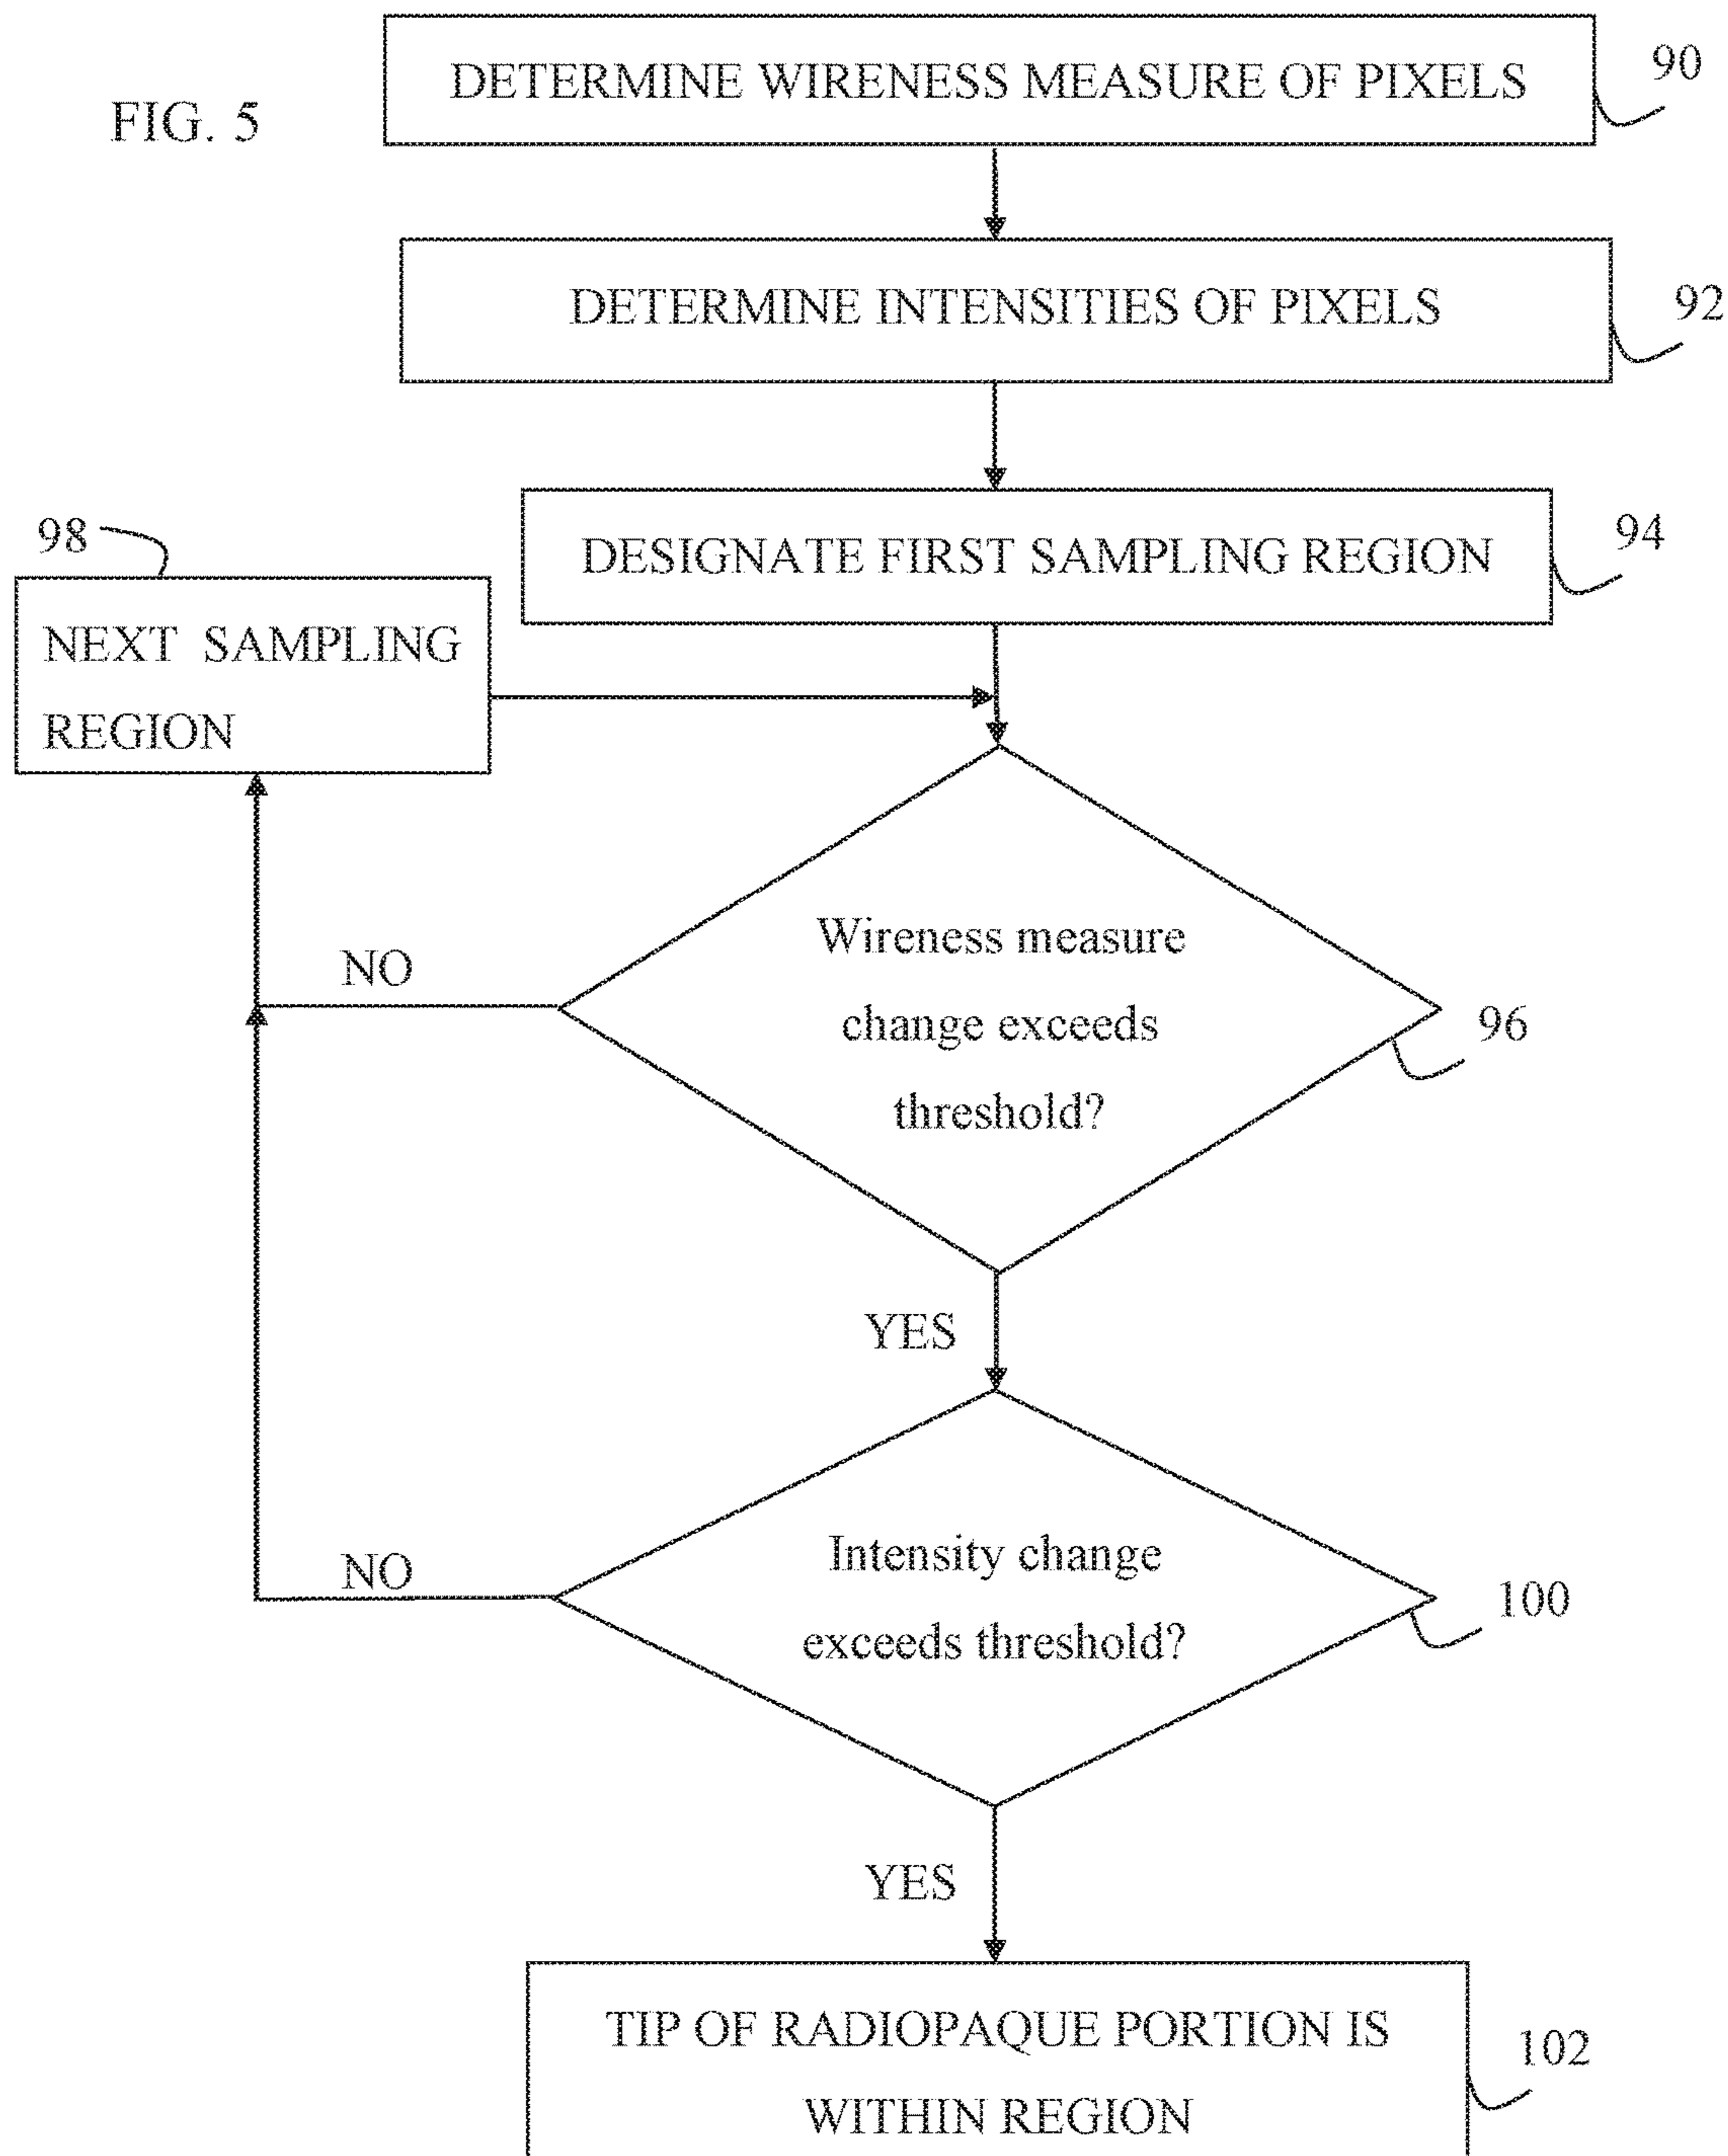 DETERMINE WIRENESS MEASURE OF PIXELS
90
FIG. 5
DETERMINE INTENSITIES OF PIXELS
92
DESIGNATE FIRST SAMPLING REGION
94
98
NEXT SAMPLING
REGION
Wireness measure
change exceeds
threshold?
96
NO
YES
Intensity change
exceeds threshold?
100
NO
YES
TIP OF RADIOPAQUE PORTION IS
WITHIN REGION
102